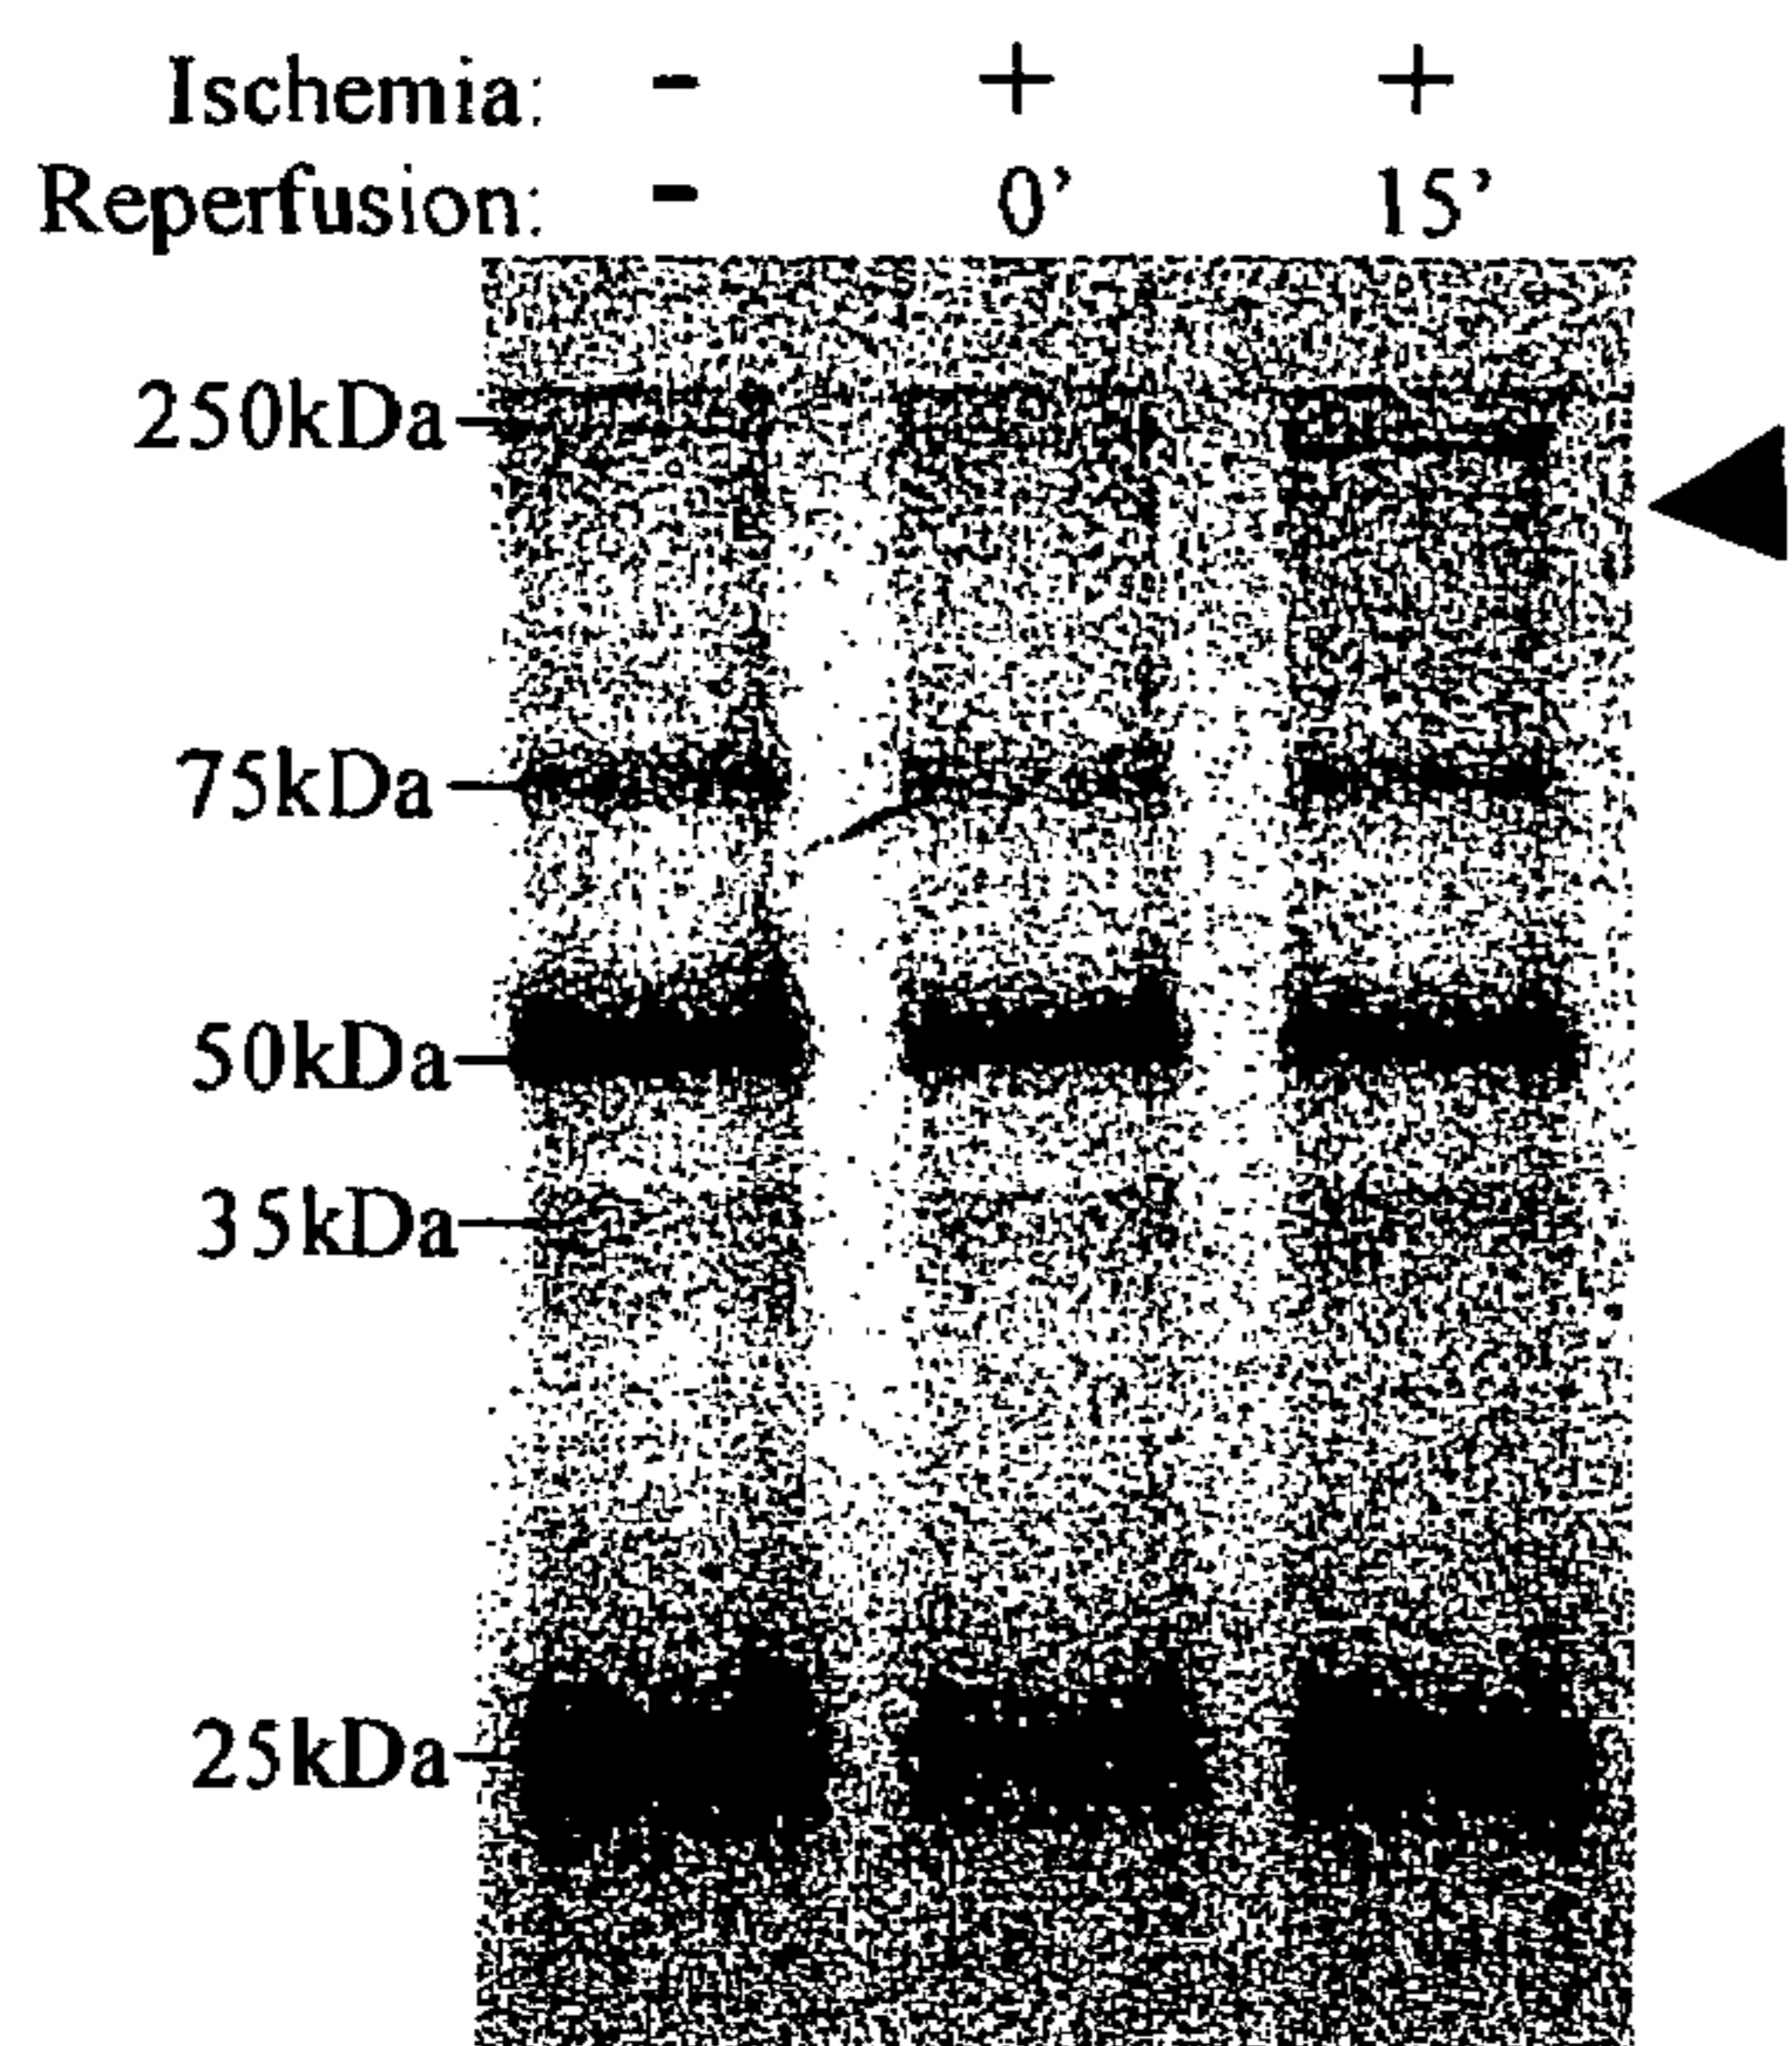 Ischemia: - + +
Reperfusion: - 0’ 15’
250kDa
75kDa
50kDa
35kDa
25kDa